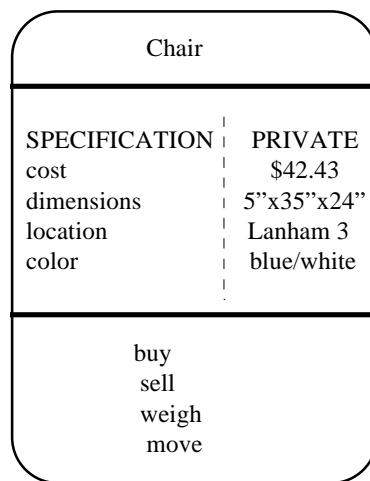 Chair
SPECIFICATION PRIVATE
cost $42.43
dimensions 5”x35”x24”
location Lanham 3
color blue/white
buy
sell
weigh
move